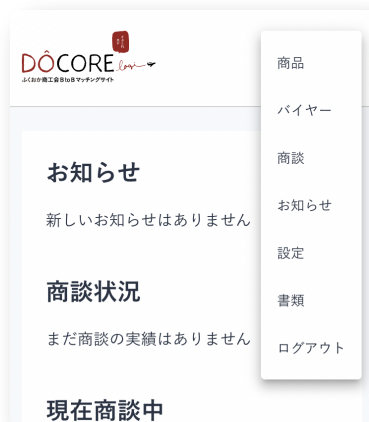 DÔCORE
ふくおか商工会BtoBマッチングサイト
商品
バイヤー
商談
お知らせ
設定
書類
ログアウト
お知らせ
新しいお知らせはありません
商談状況
まだ商談の実績はありません
現在商談中